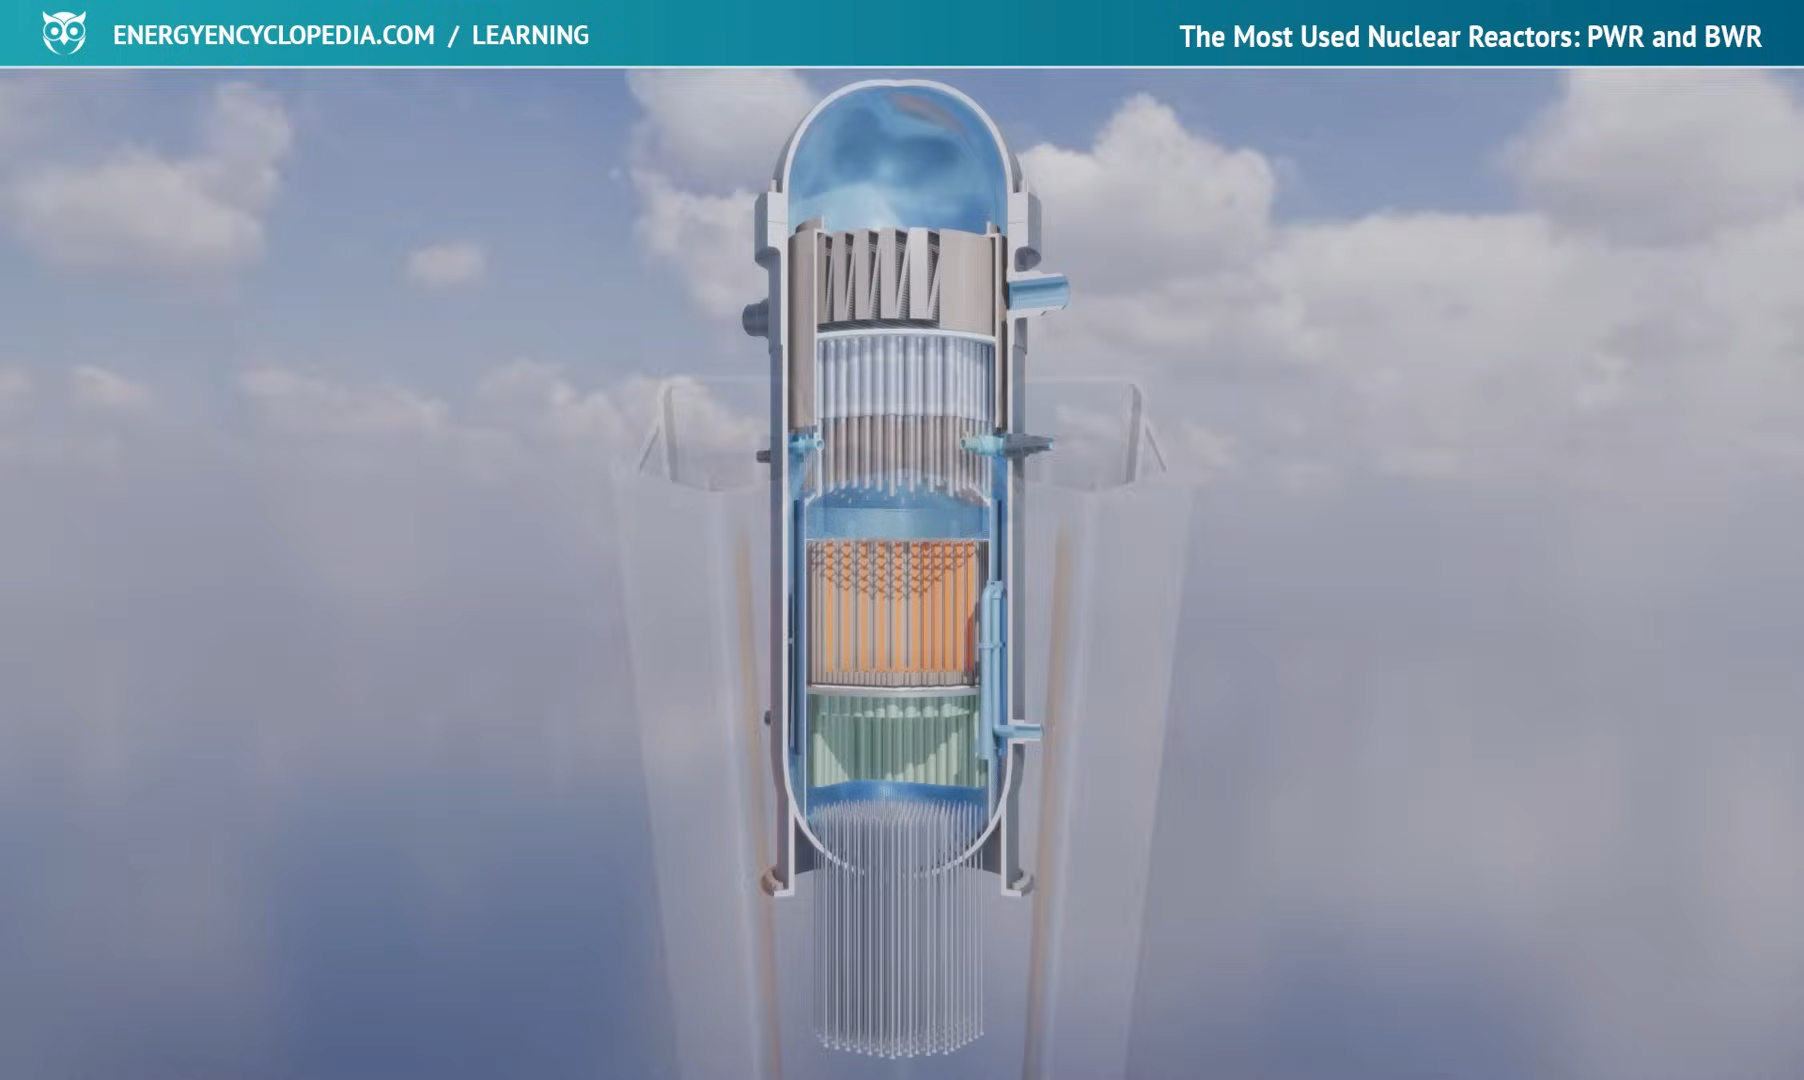 ENERGYENCYCLOPEDIA.COM / LEARNING
The Most Used Nuclear Reactors: PWR and BWR